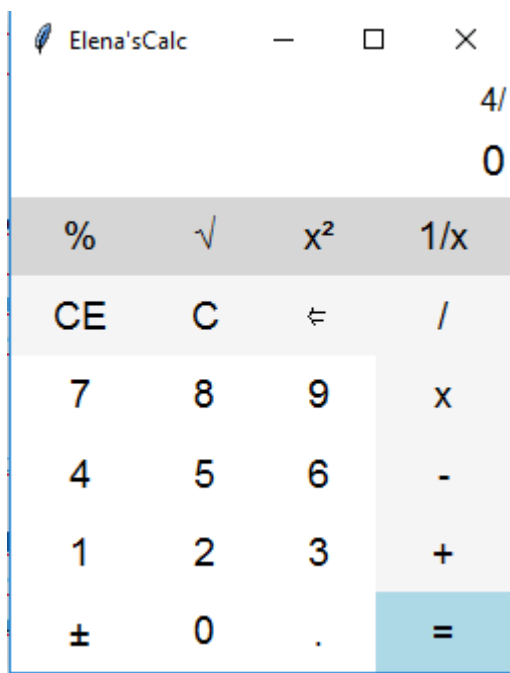 Elena'sCalc
4/
0
% √ x² 1/x
CE C ⇐ /
7 8 9 x
4 5 6 -
1 2 3 +
± 0 . =